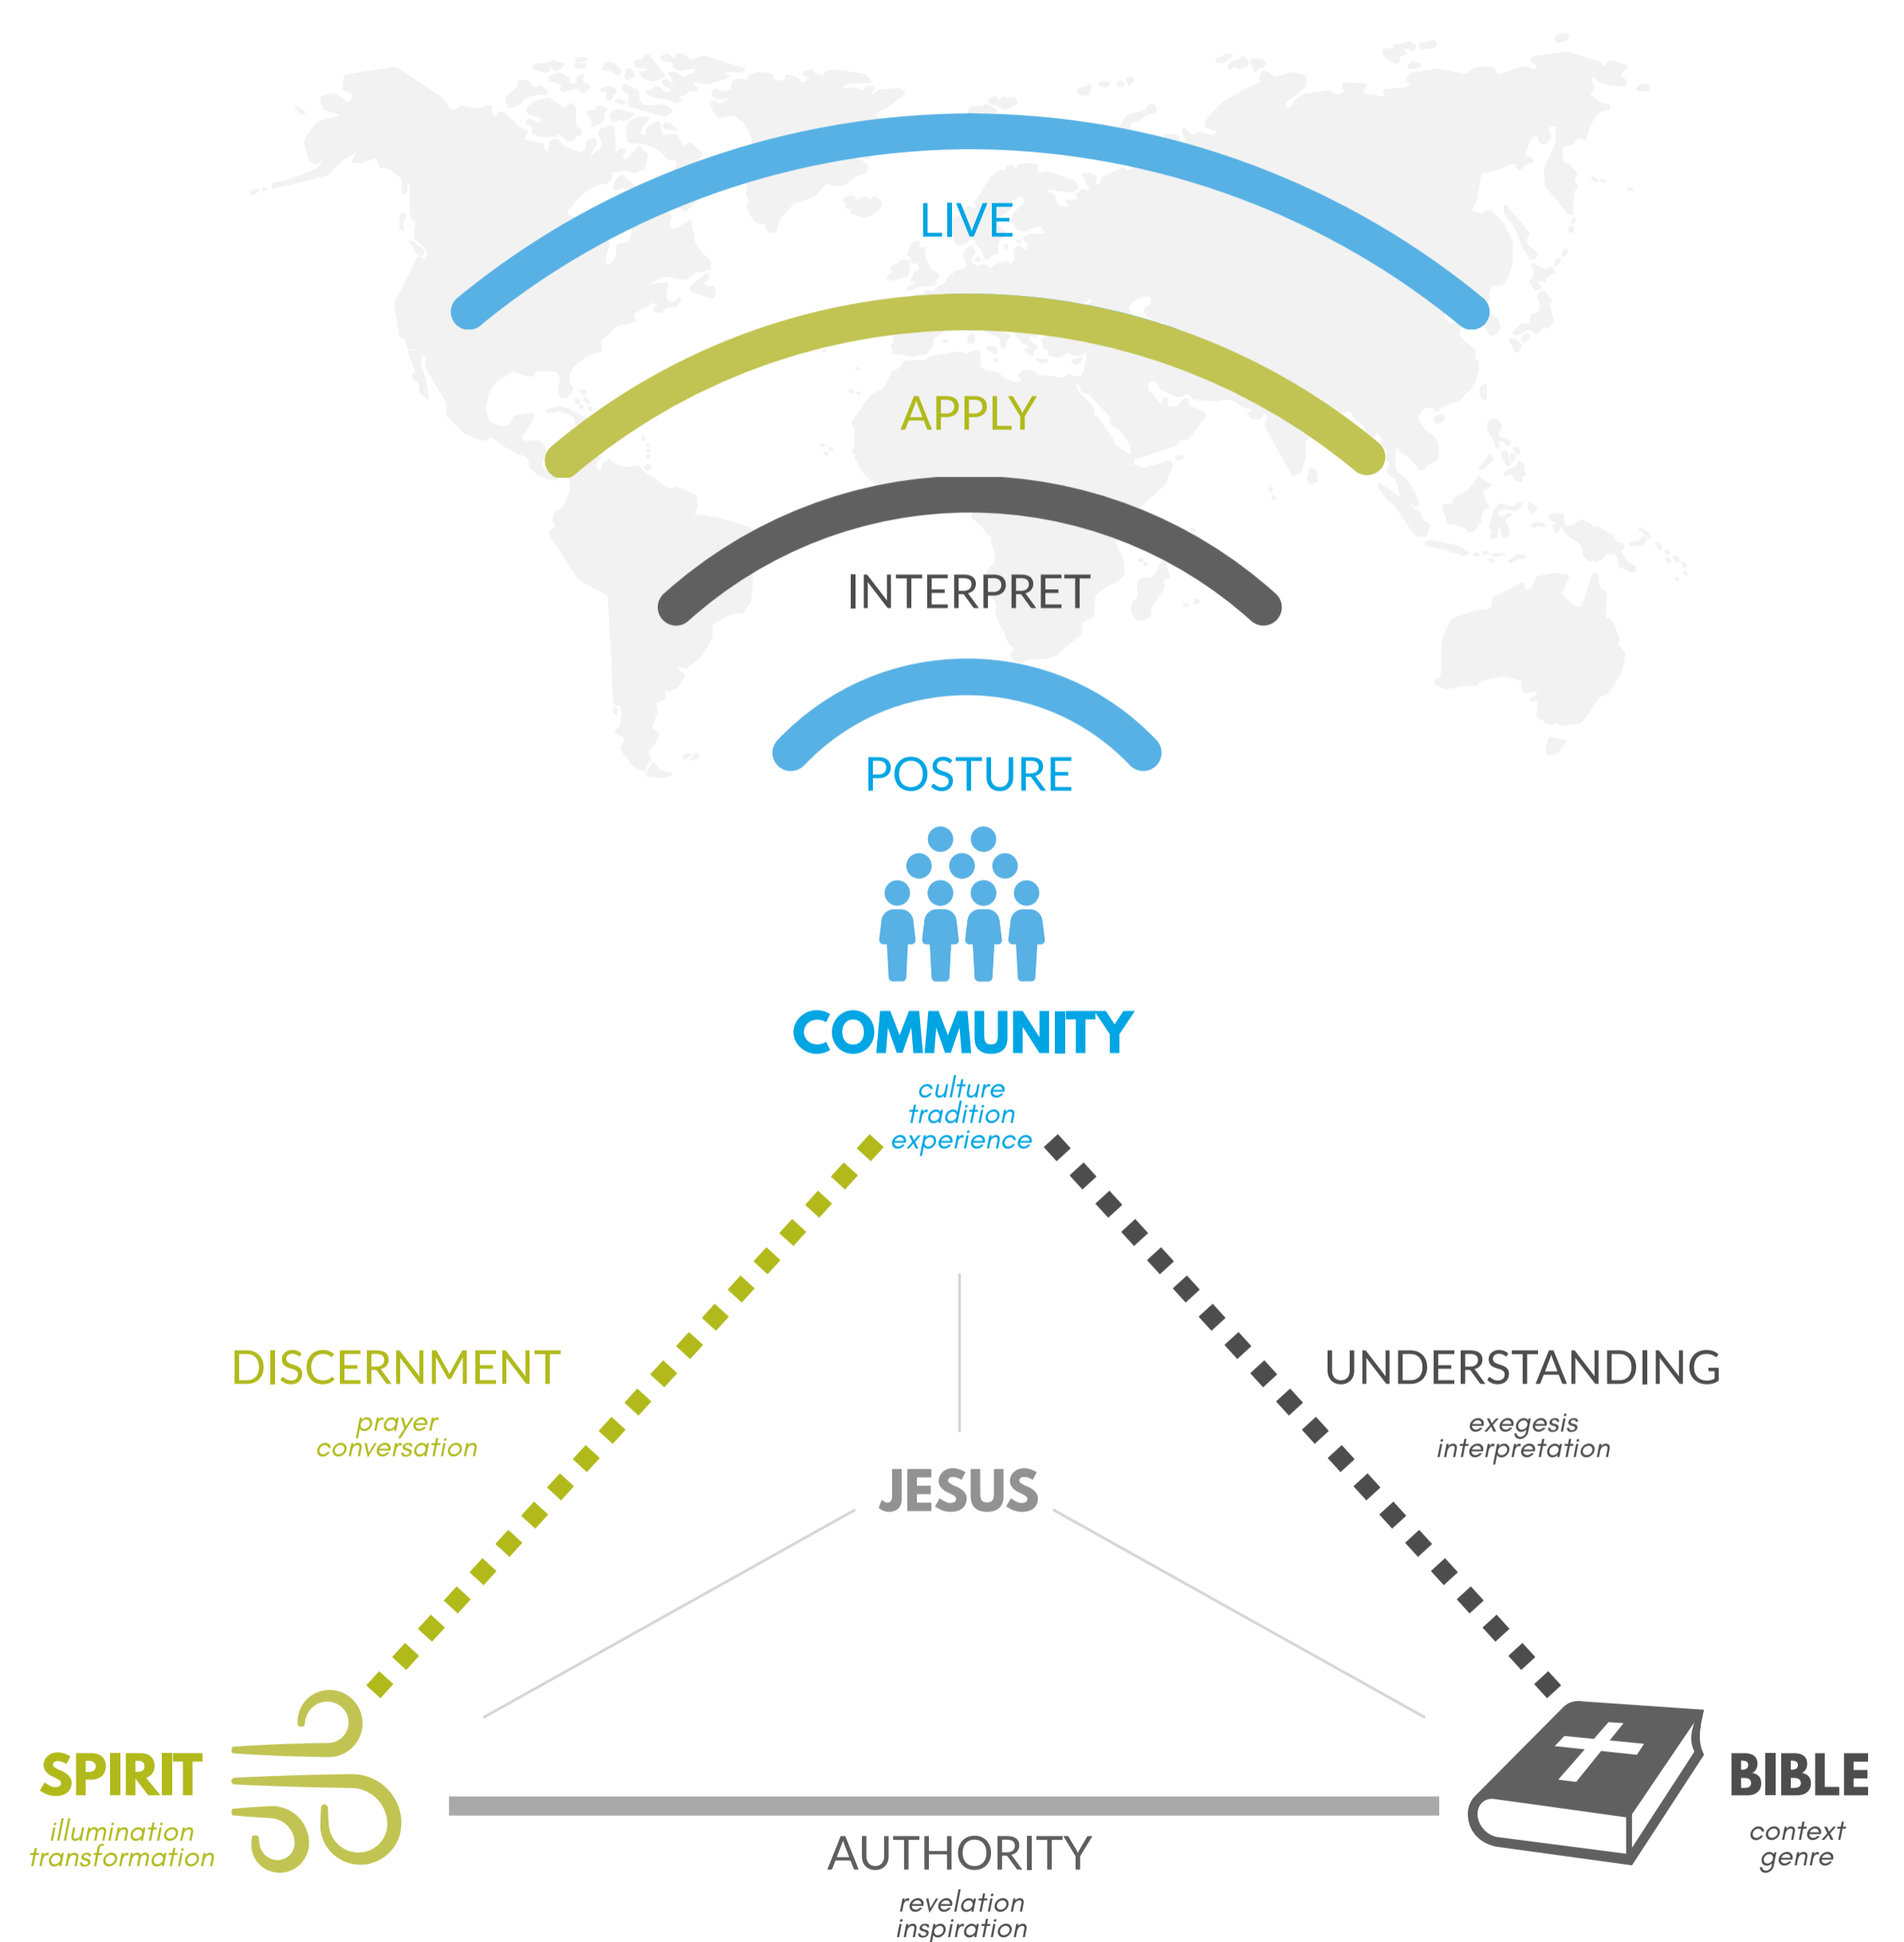 LIVE
APPLY
INTERPRET
POSTURE
COMMUNITY
culture
tradition
experience
DISCERNMENT
prayer
conversation
UNDERSTANDING
exegesis
interpretation
JESUS
SPIRIT
illumination
transformation
BIBLE
context
genre
AUTHORITY
revelation
inspiration